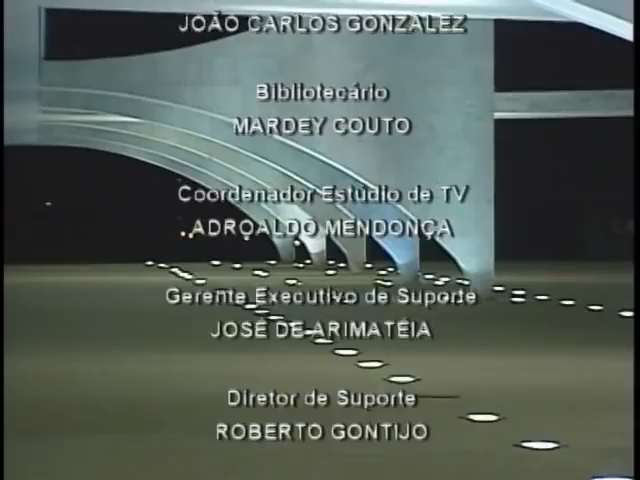 JOÃO CARLOS GONZALEZ
Bibliotecário
MARDEY COUTO
Coordenador Estúdio de TV
ADROALDO MENDONÇA
Gerente Executivo de Suporte
JOSÉ DE ARIMATÉIA
Diretor de Suporte
ROBERTO GONTIJO